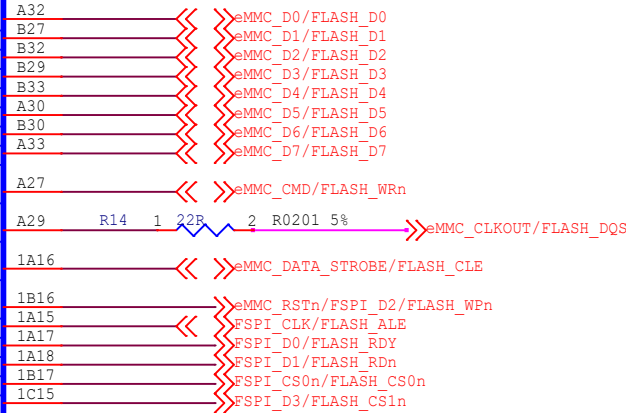 A32 eMMC_D0/FLASH_D0
B27 eMMC_D1/FLASH_D1
B32 eMMC_D2/FLASH_D2
B29 eMMC_D3/FLASH_D3
B33 eMMC_D4/FLASH_D4
A30 eMMC_D5/FLASH_D5
B30 eMMC_D6/FLASH_D6
A33 eMMC_D7/FLASH_D7
A27 eMMC_CMD/FLASH_WRn
A29 R14 1 22R 2 R0201 5% eMMC_CLKOUT/FLASH_DQS
1A16 eMMC_DATA_STROBE/FLASH_CLE
1B16 eMMC_RSTn/FSPI_D2/FLASH_WPn
1A15 FSPI_CLK/FLASH_ALE
1A17 FSPI_D0/FLASH_RDY
1A18 FSPI_D1/FLASH_RDn
1B17 FSPI_CS0n/FLASH_CS0n
1C15 FSPI_D3/FLASH_CS1n